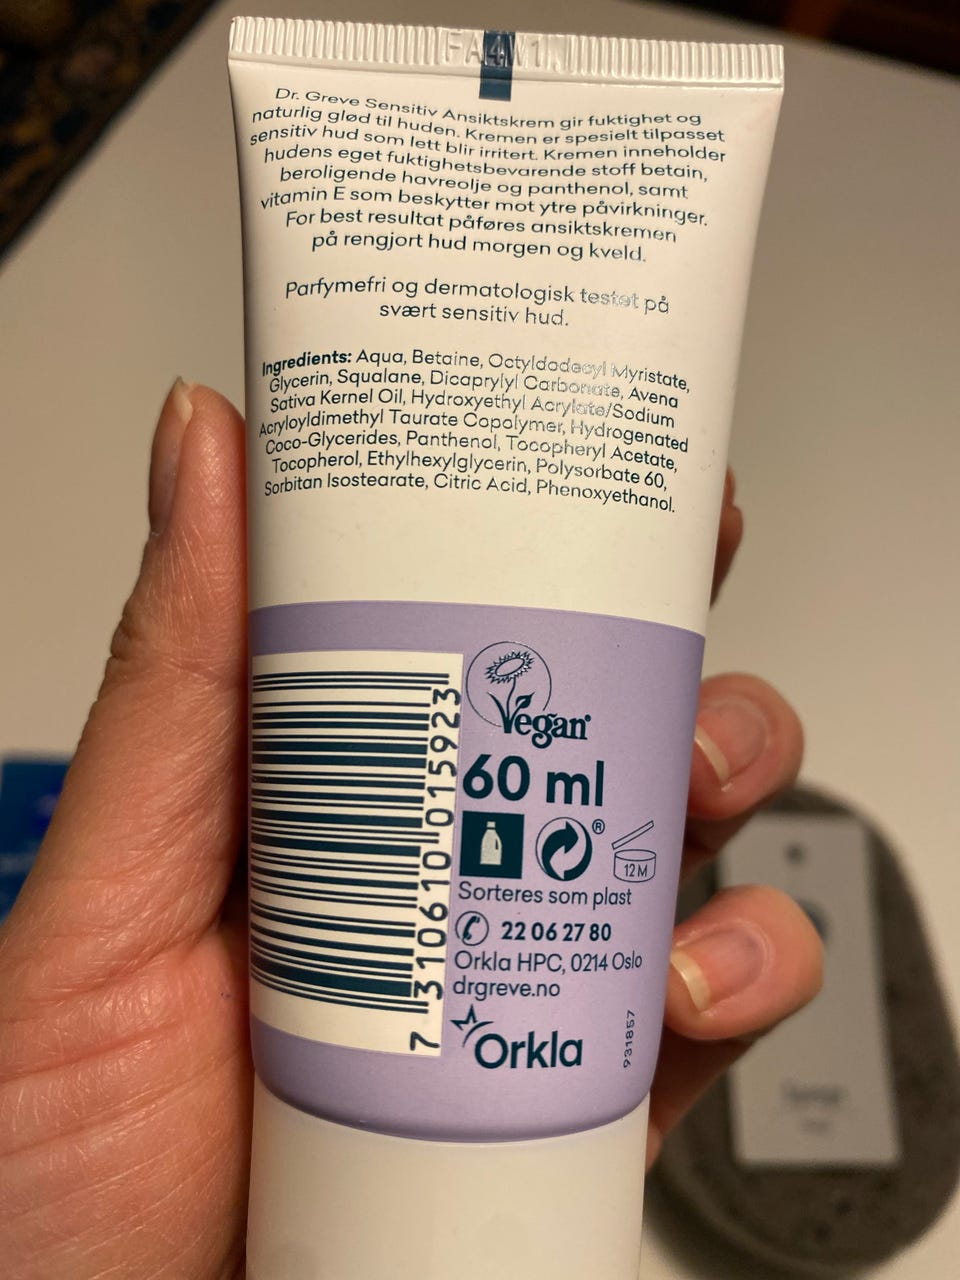 FA4W1
Dr. Greve Sensitiv Ansiktskrem gir fuktighet og
naturlig glød til huden. Kremen er spesielt tilpasset
sensitiv hud som lett blir irritert. Kremen inneholder
hudens eget fuktighetsbevarende stoff betain,
beroligende havreolje og panthenol, samt
vitamin E som beskytter mot ytre påvirkninger.
For best resultat påføres ansiktskremen
på rengjort hud morgen og kveld.
Parfymefri og dermatologisk testet på
svært sensitiv hud.
Ingredients: Aqua, Betaine, Octyldodecyl Myristate,
Glycerin, Squalane, Dicaprylyl Carbonate, Avena
Sativa Kernel Oil, Hydroxyethyl Acrylate/Sodium
Acryloyldimethyl Taurate Copolymer, Hydrogenated
Coco-Glycerides, Panthenol, Tocopheryl Acetate,
Tocopherol, Ethylhexylglycerin, Polysorbate 60,
Sorbitan Isostearate, Citric Acid, Phenoxyethanol.
7 310610 015923
Vegan
60 ml
®
12 M
Sorteres som plast
22 06 27 80
Orkla HPC, 0214 Oslo
drgreve.no
Orkla
931857